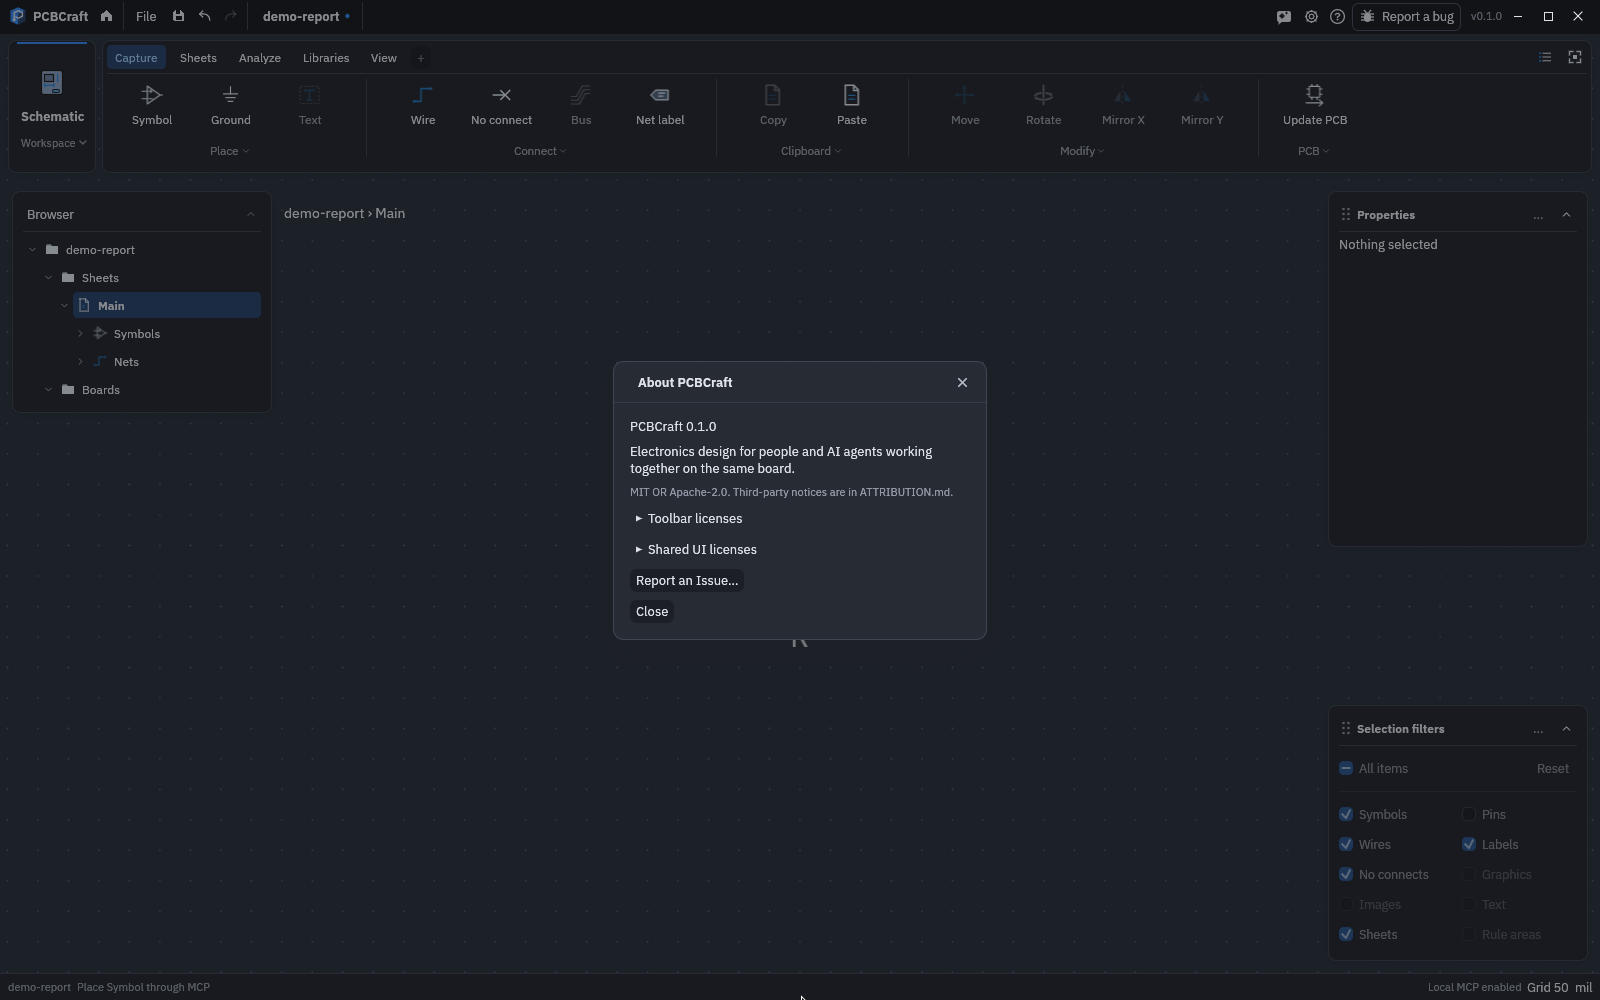 PCBCraft File demo-report Report a bug v0.1.0
Schematic
Workspace
Capture Sheets Analyze Libraries View +
Symbol Ground Text Wire No connect Bus Net label Copy Paste Move Rotate Mirror X Mirror Y Update PCB
Place Connect Clipboard Modify PCB
Browser
demo-report
Sheets
Main
Symbols
Nets
Boards
demo-report › Main
Properties ...
Nothing selected
About PCBCraft
PCBCraft 0.1.0
Electronics design for people and AI agents working
together on the same board.
MIT OR Apache-2.0. Third-party notices are in ATTRIBUTION.md.
Toolbar licenses
Shared UI licenses
Report an Issue...
Close
Selection filters ...
All items Reset
Symbols Pins
Wires Labels
No connects Graphics
Images Text
Sheets Rule areas
demo-report Place Symbol through MCP
Local MCP enabled Grid 50 mil